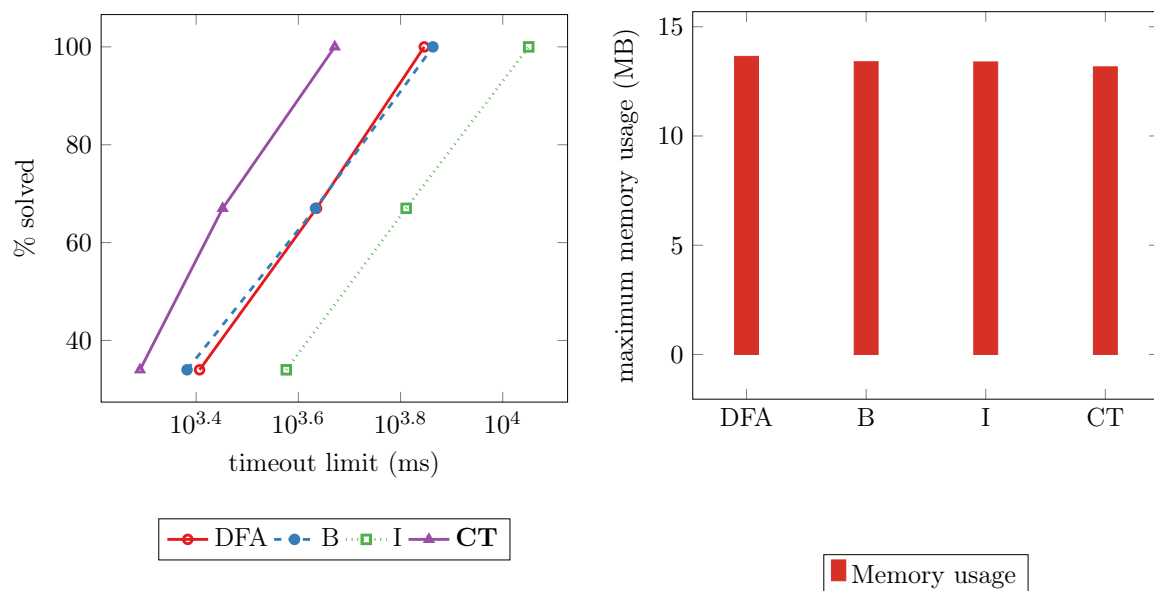 % solved
100
80
60
40
10^3.4 10^3.6 10^3.8 10^4
timeout limit (ms)
DFA B I CT
maximum memory usage (MB)
15
10
5
0
DFA B I CT
Memory usage